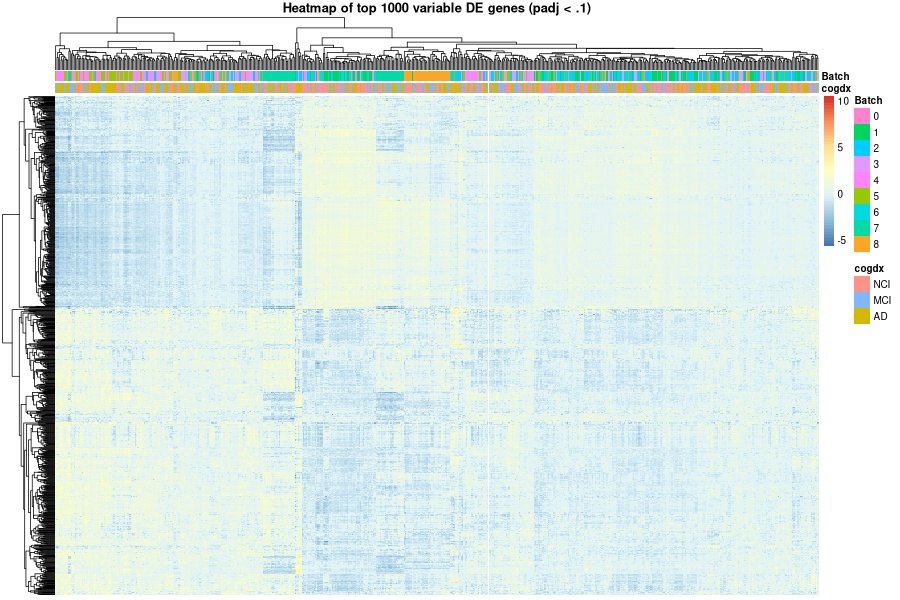 Heatmap of top 1000 variable DE genes (padj < .1)
Batch
cogdx
10
5
0
-5
Batch
0
1
2
3
4
5
6
7
8
cogdx
NCI
MCI
AD